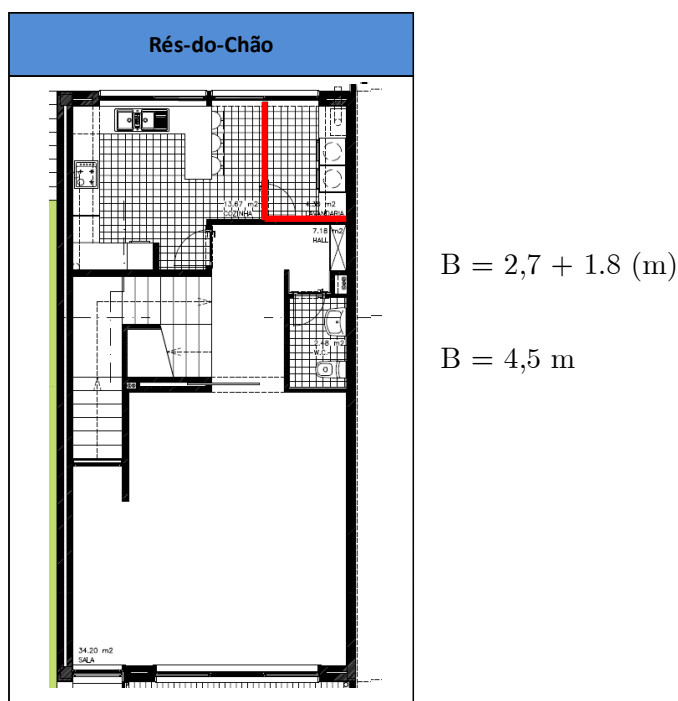 Rés-do-Chão
13.67 m2
COZINHA
4.38 m2
LAVANDARIA
7.18 m2
HALL
2.48 m2
W.C.
34.20 m2
SALA
B = 2,7 + 1.8 (m)
B = 4,5 m